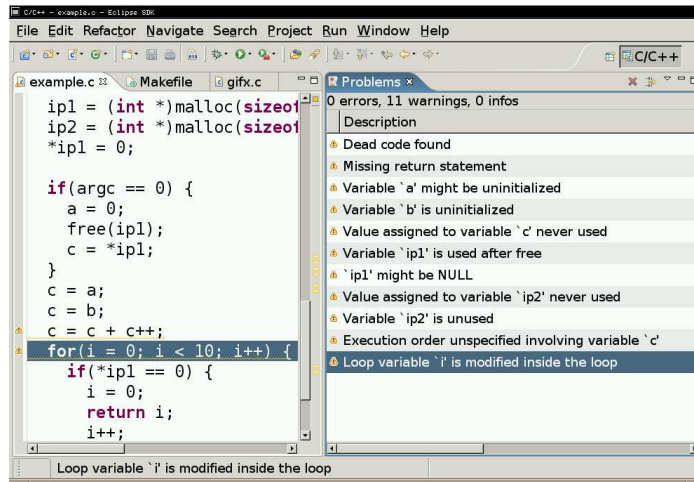 C/C++ - example.c - Eclipse SDK
File Edit Refactor Navigate Search Project Run Window Help
C/C++
example.c Makefile gifx.c
ip1 = (int *)malloc(sizeof
ip2 = (int *)malloc(sizeof
*ip1 = 0;
if(argc == 0) {
a = 0;
free(ip1);
c = *ip1;
}
c = a;
c = b;
c = c + c++;
for(i = 0; i < 10; i++) {
if(*ip1 == 0) {
i = 0;
return i;
i++;
Problems
0 errors, 11 warnings, 0 infos
Description
Dead code found
Missing return statement
Variable `a' might be uninitialized
Variable `b' is uninitialized
Value assigned to variable `c' never used
Variable `ip1' is used after free
`ip1' might be NULL
Value assigned to variable `ip2' never used
Variable `ip2' is unused
Execution order unspecified involving variable `c'
Loop variable `i' is modified inside the loop
Loop variable `i' is modified inside the loop